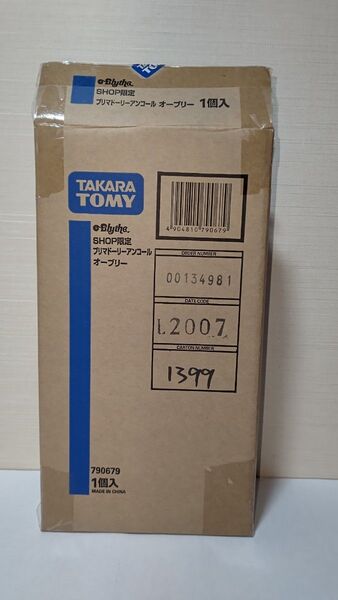 Blythe
SHOP限定
プリマドーリーアンコール オーブリー 1個入
TAKARA
TOMY
Blythe
SHOP限定
プリマドーリーアンコール
オーブリー
4 904810 790679
ORDER NUMBER
00134981
DATE CODE
L2007
CARTON NUMBER
1399
790679
1個入
MADE IN CHINA